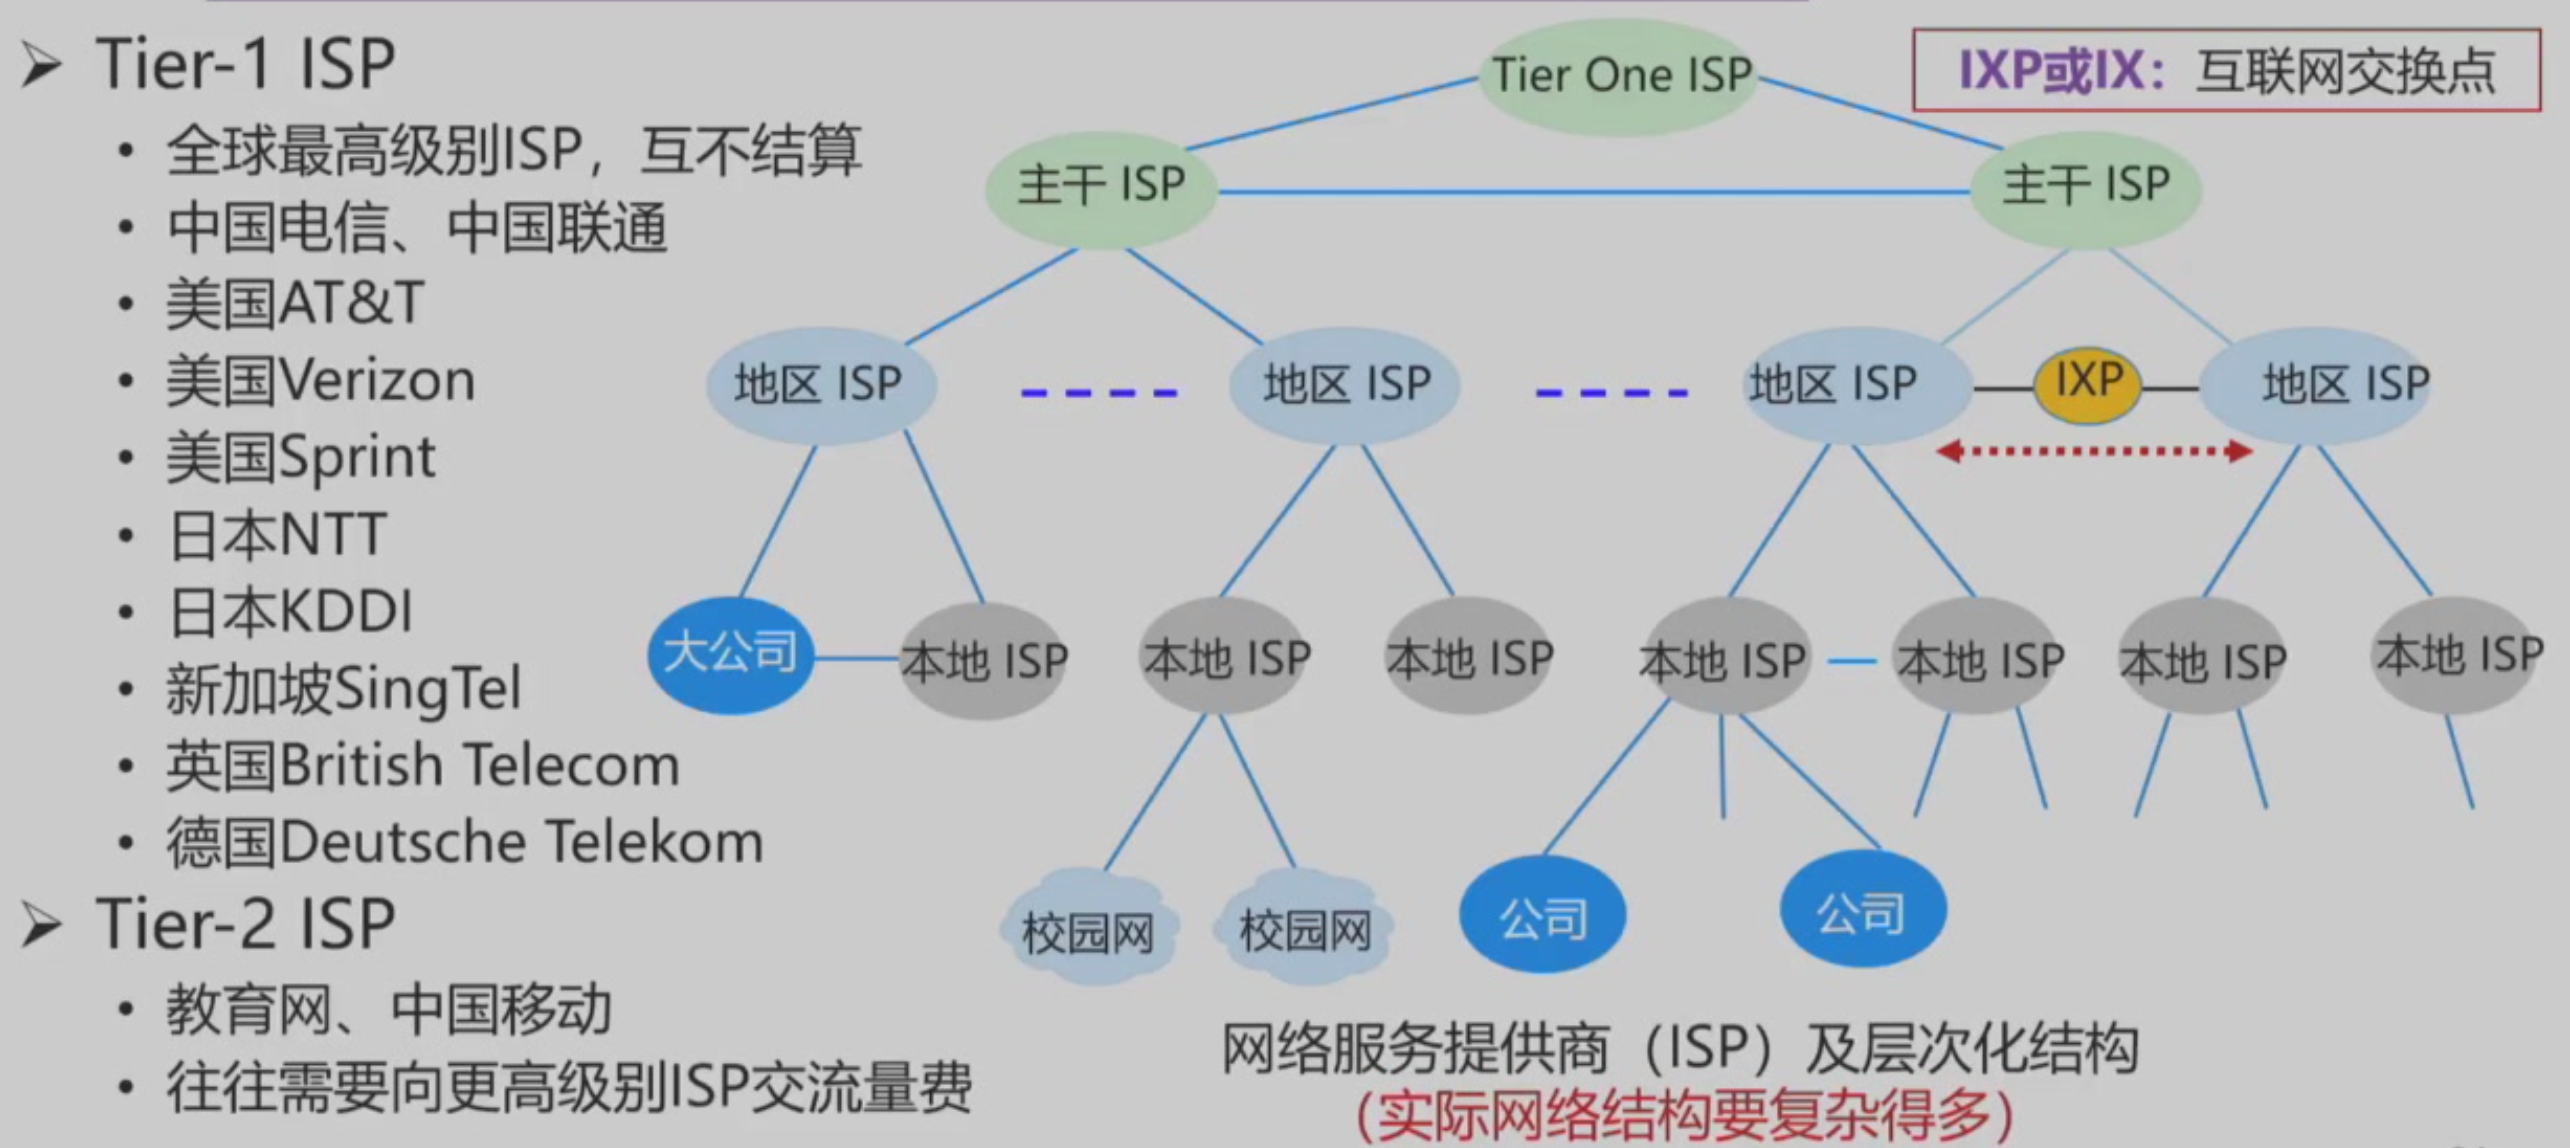 Tier-1 ISP
全球最高级别ISP，互不结算
中国电信、中国联通
美国AT&T
美国Verizon
美国Sprint
日本NTT
日本KDDI
新加坡SingTel
英国British Telecom
德国Deutsche Telekom
Tier-2 ISP
教育网、中国移动
往往需要向更高级别ISP交流量费
IXP或IX：互联网交换点
Tier One ISP
主干 ISP
主干 ISP
地区 ISP
地区 ISP
地区 ISP
IXP
地区 ISP
大公司
本地 ISP
本地 ISP
本地 ISP
本地 ISP
本地 ISP
本地 ISP
本地 ISP
校园网
校园网
公司
公司
网络服务提供商（ISP）及层次化结构
（实际网络结构要复杂得多）